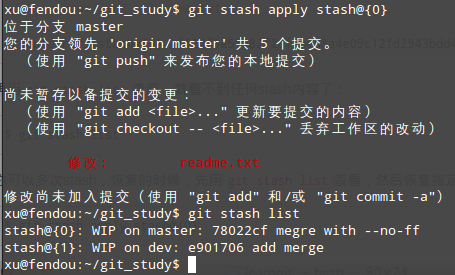 xu@fendou:~/git_study$ git stash apply stash@{0}
位于分支 master
您的分支领先 'origin/master' 共 5 个提交。
（使用 "git push" 来发布您的本地提交）
尚未暂存以备提交的变更：
（使用 "git add <file>..." 更新要提交的内容）
（使用 "git checkout -- <file>..." 丢弃工作区的改动）
修改： readme.txt
修改尚未加入提交（使用 "git add" 和/或 "git commit -a"）
xu@fendou:~/git_study$ git stash list
stash@{0}: WIP on master: 78022cf megre with --no-ff
stash@{1}: WIP on dev: e901706 add merge
xu@fendou:~/git_study$